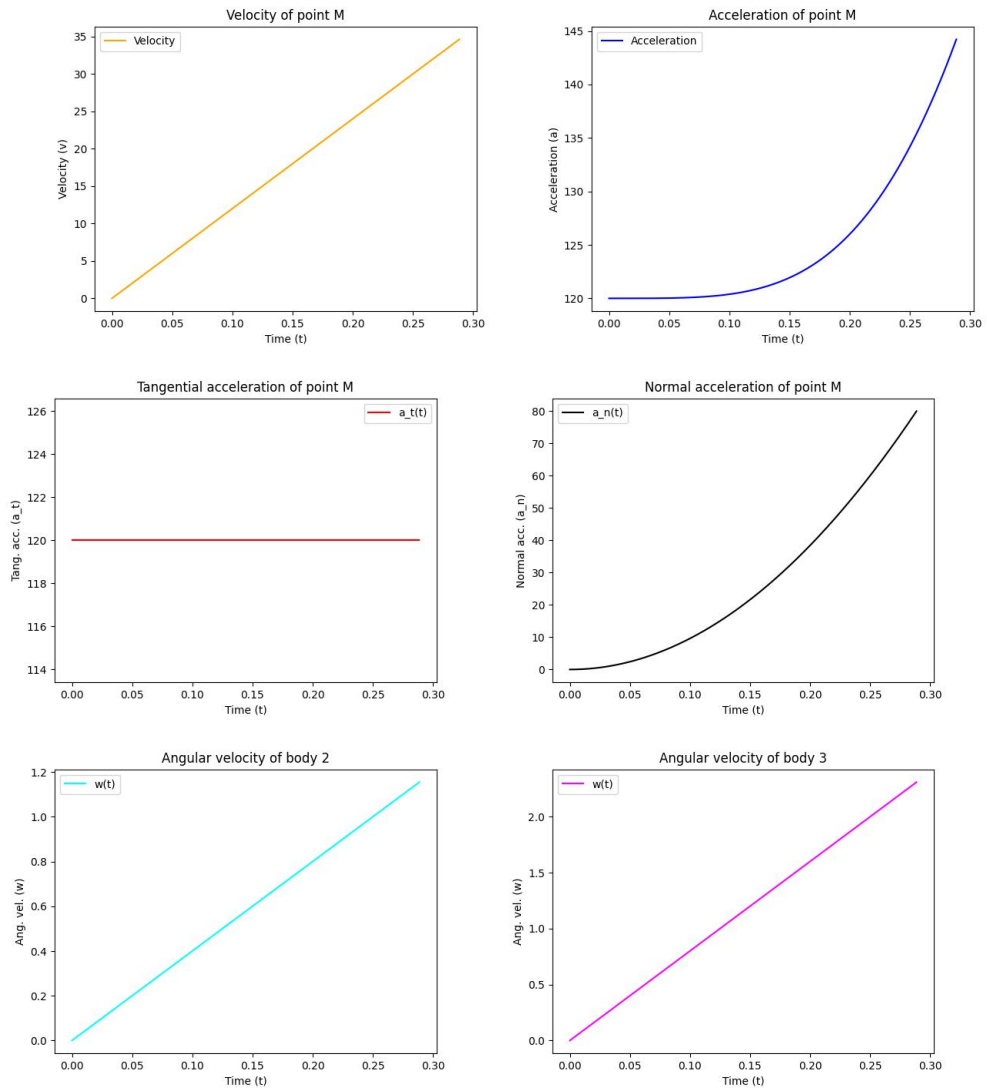 Velocity of point M
Velocity
35
30
25
20
15
10
5
0
Velocity (v)
0.00 0.05 0.10 0.15 0.20 0.25 0.30
Time (t)
Acceleration of point M
Acceleration
145
140
135
130
125
120
Acceleration (a)
0.00 0.05 0.10 0.15 0.20 0.25 0.30
Time (t)
Tangential acceleration of point M
a_t(t)
126
124
122
120
118
116
114
Tang. acc. (a_t)
0.00 0.05 0.10 0.15 0.20 0.25 0.30
Time (t)
Normal acceleration of point M
a_n(t)
80
70
60
50
40
30
20
10
0
Normal acc. (a_n)
0.00 0.05 0.10 0.15 0.20 0.25 0.30
Time (t)
Angular velocity of body 2
w(t)
1.2
1.0
0.8
0.6
0.4
0.2
0.0
Ang. vel. (w)
0.00 0.05 0.10 0.15 0.20 0.25 0.30
Time (t)
Angular velocity of body 3
w(t)
2.0
1.5
1.0
0.5
0.0
Ang. vel. (w)
0.00 0.05 0.10 0.15 0.20 0.25 0.30
Time (t)